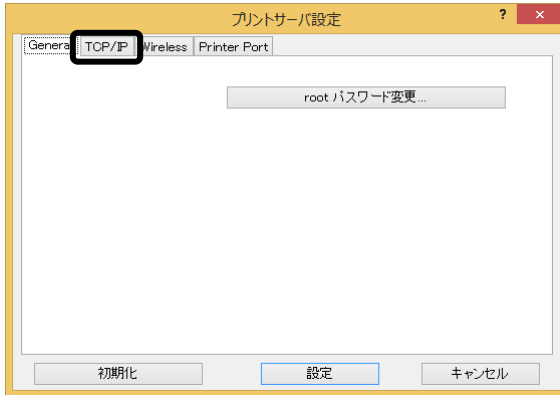 プリントサーバ設定 ? ×
General TCP/IP Wireless Printer Port
root パスワード変更...
初期化 設定 キャンセル